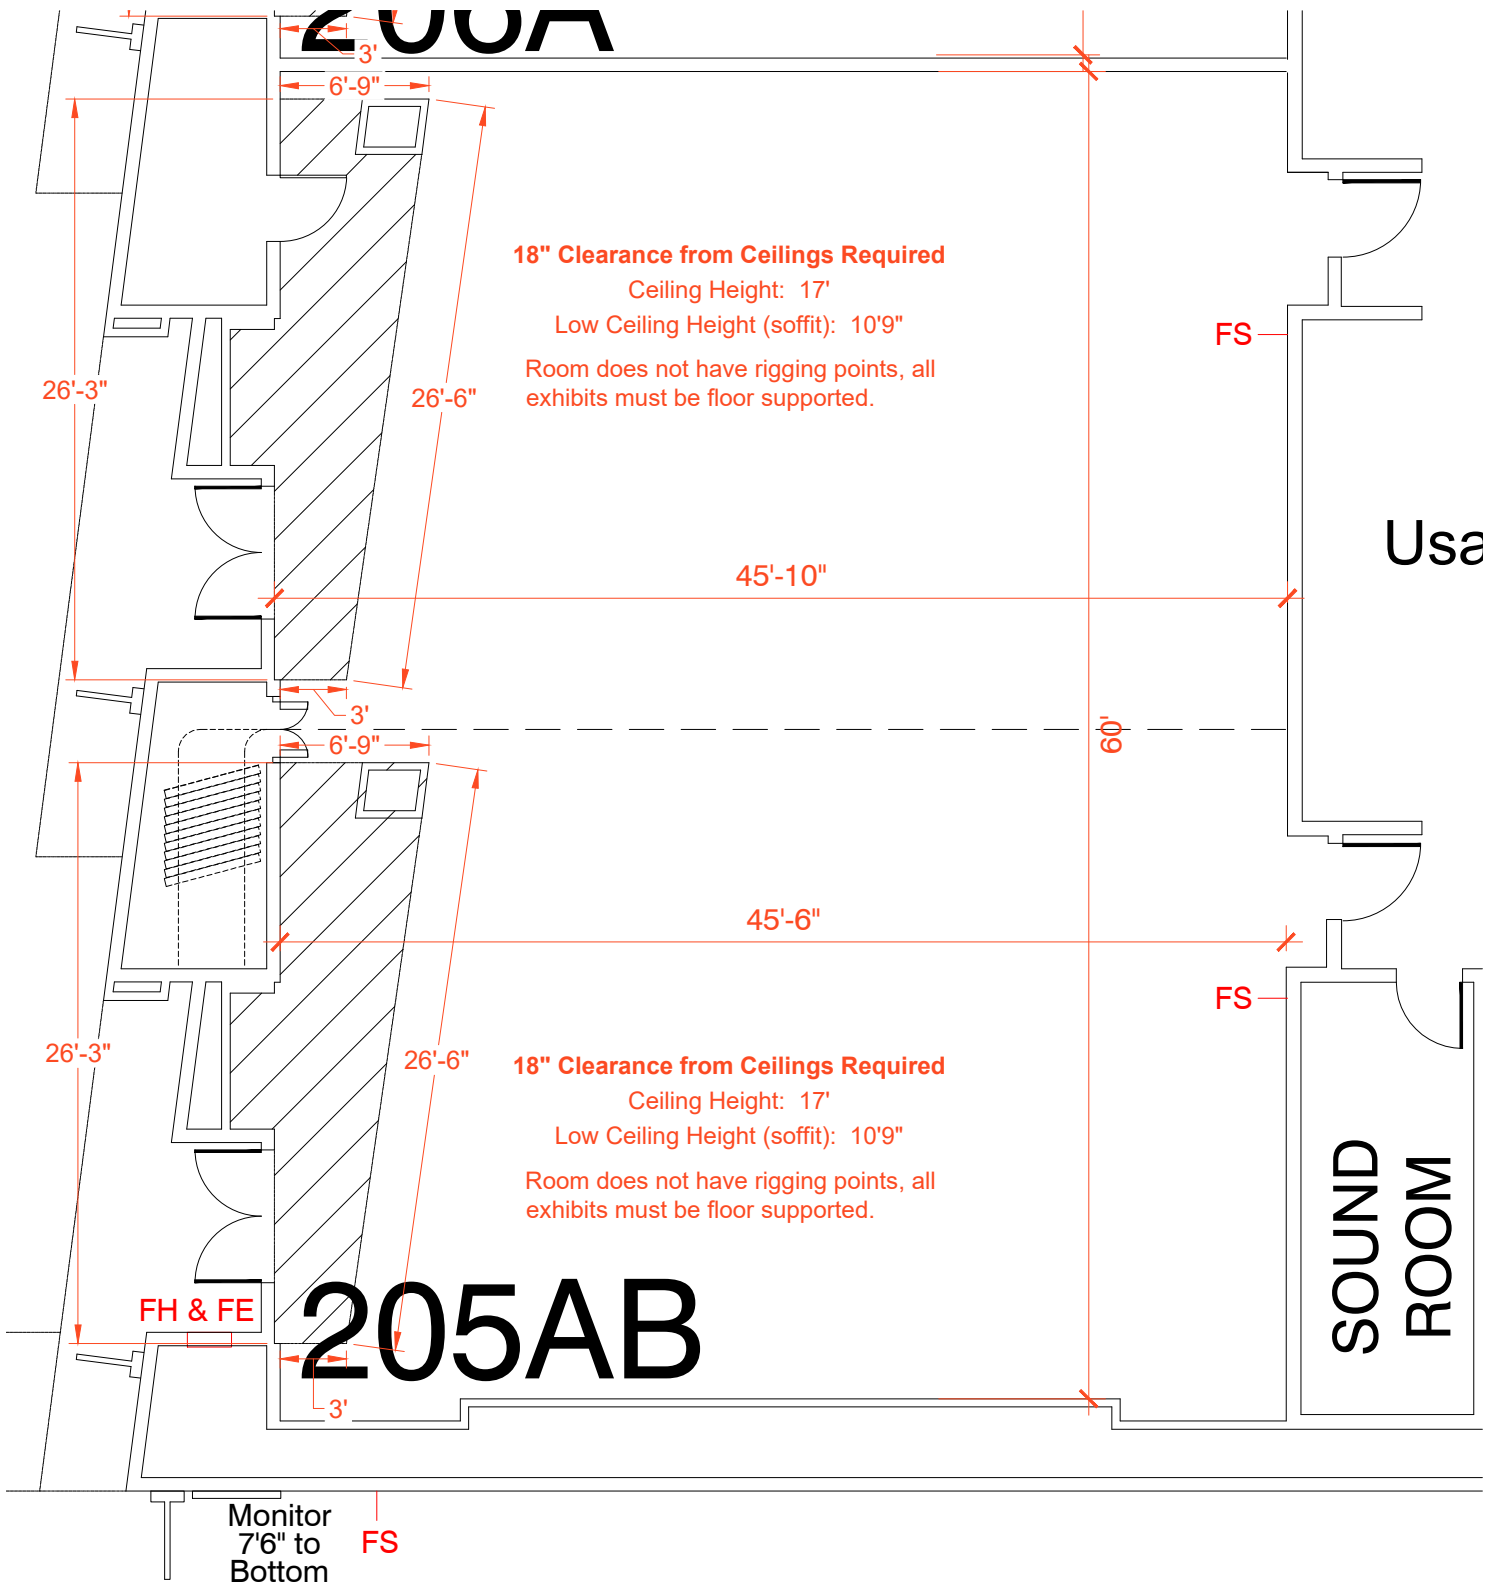 206A
3'
6'-9"
18" Clearance from Ceilings Required
Ceiling Height: 17'
Low Ceiling Height (soffit): 10'9"
FS
Room does not have rigging points, all
exhibits must be floor supported.
26'-3"
26'-6"
Usa
45'-10"
3'
6'-9"
60'
45'-6"
FS
26'-3"
26'-6"
18" Clearance from Ceilings Required
Ceiling Height: 17'
Low Ceiling Height (soffit): 10'9"
Room does not have rigging points, all
exhibits must be floor supported.
SOUND
ROOM
FH & FE
205AB
3'
Monitor
7'6" to
Bottom
FS